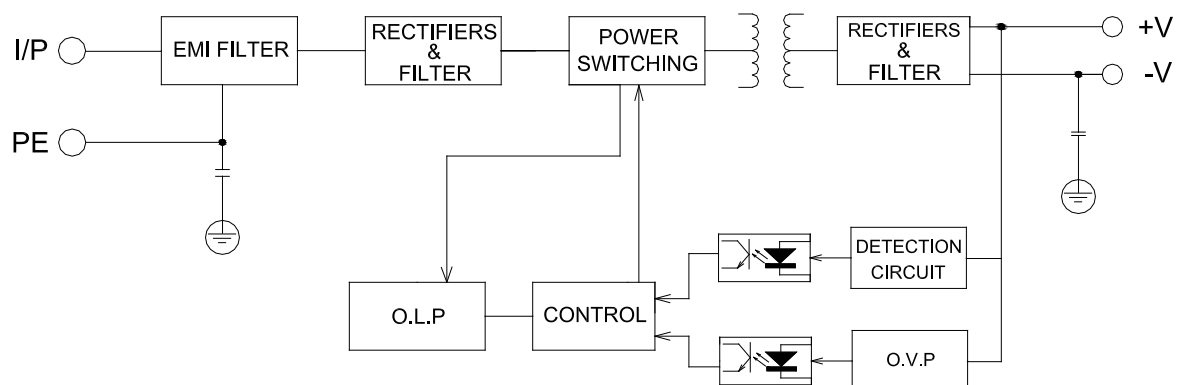 I/P
EMI FILTER
RECTIFIERS
&
FILTER
POWER
SWITCHING
RECTIFIERS
&
FILTER
+V
-V
PE
DETECTION
CIRCUIT
O.L.P
CONTROL
O.V.P